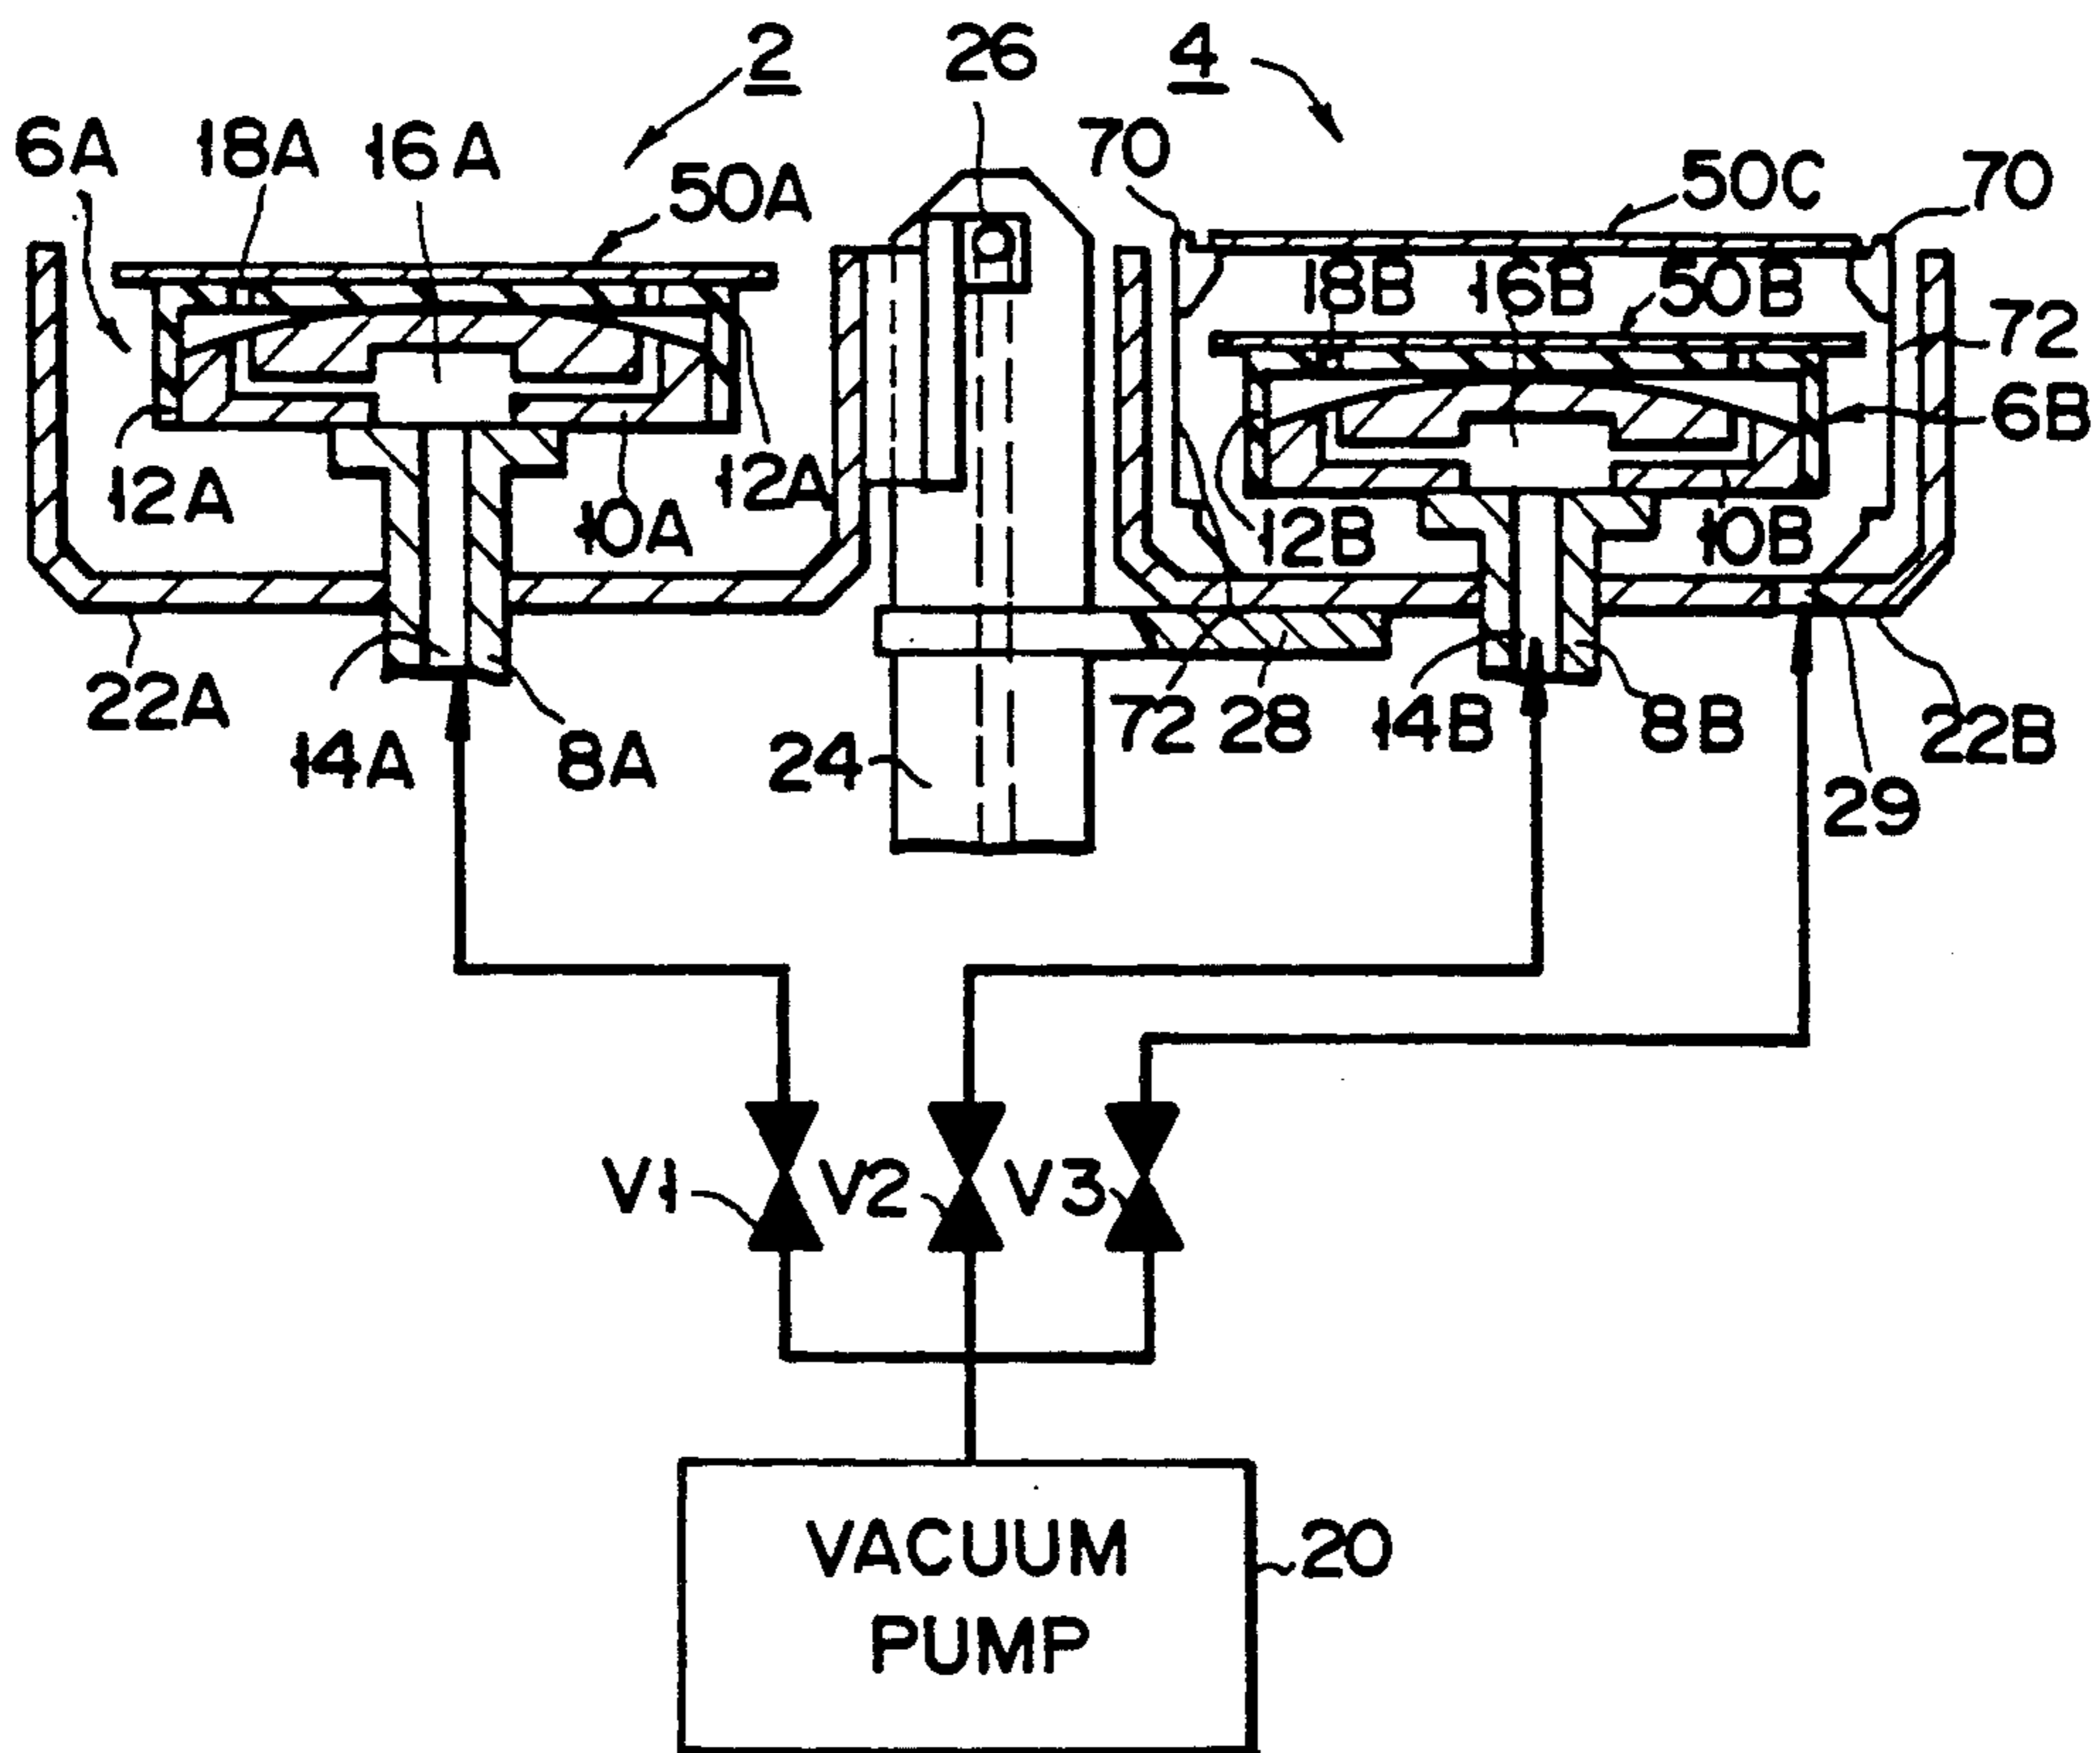 2 26 4
6A 18A 16A 50A 70 50C 70
18B 16B 50B
72
6B
12A 12A 10A 12B 10B
22A 14A 8A 24 72 28 14B 8B 22B
29
V1 V2 V3
VACUUM
PUMP
20